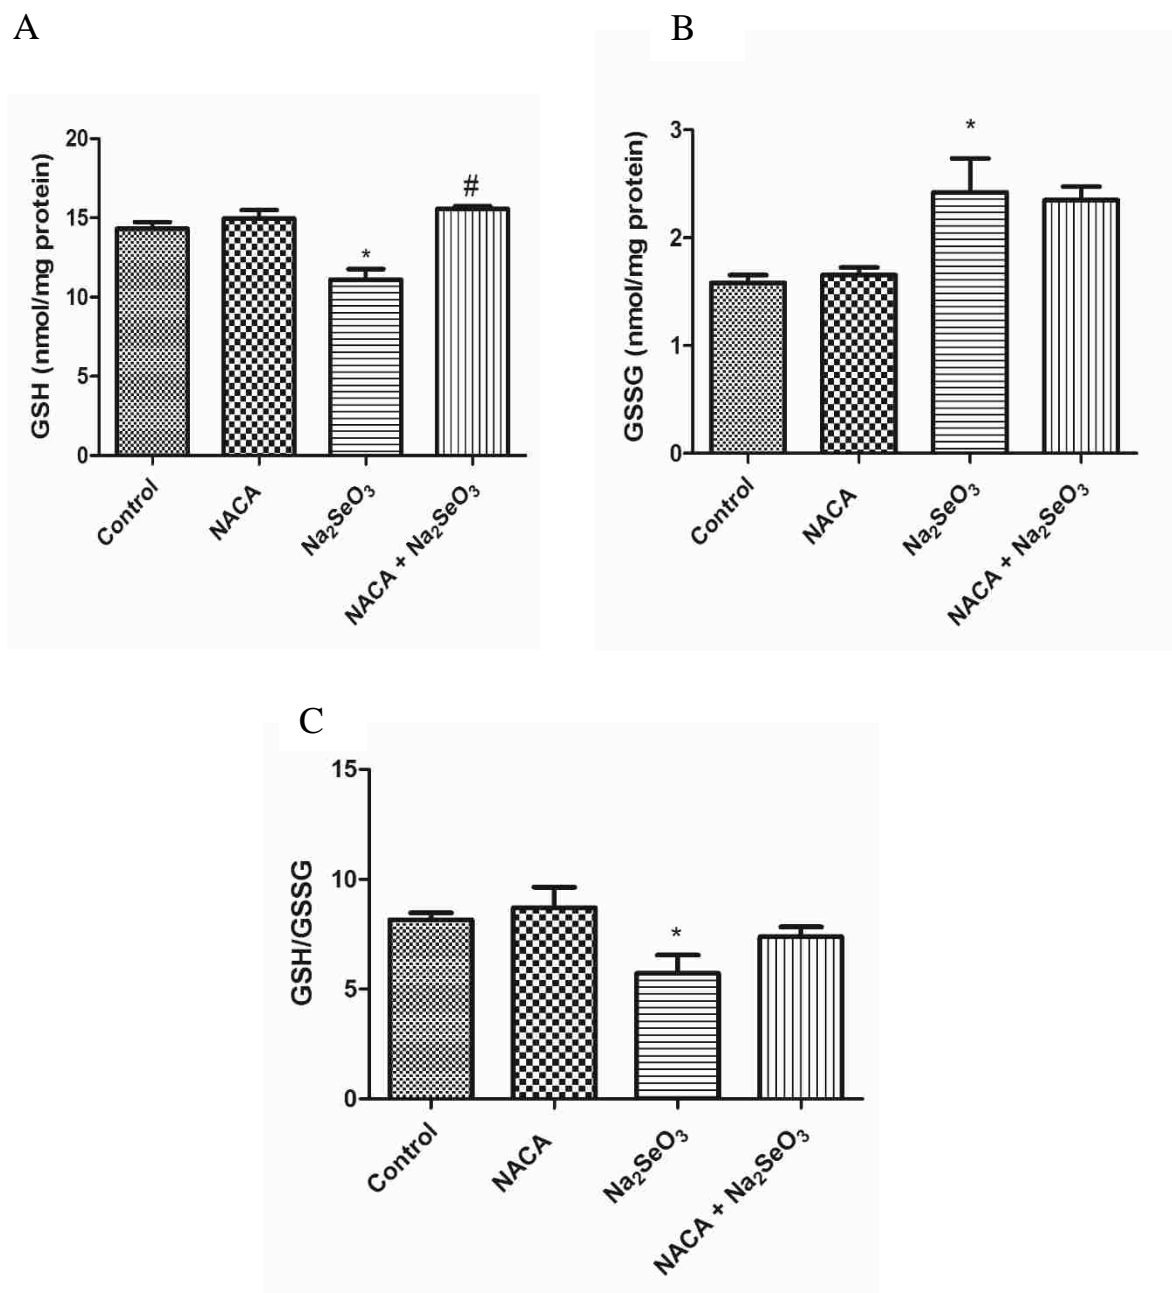 A
GSH (nmol/mg protein)
20
15
10
5
0
*
#
Control
NACA
Na₂SeO₃
NACA + Na₂SeO₃
B
GSSG (nmol/mg protein)
3
2
1
0
*
Control
NACA
Na₂SeO₃
NACA + Na₂SeO₃
C
GSH/GSSG
15
10
5
0
*
Control
NACA
Na₂SeO₃
NACA + Na₂SeO₃